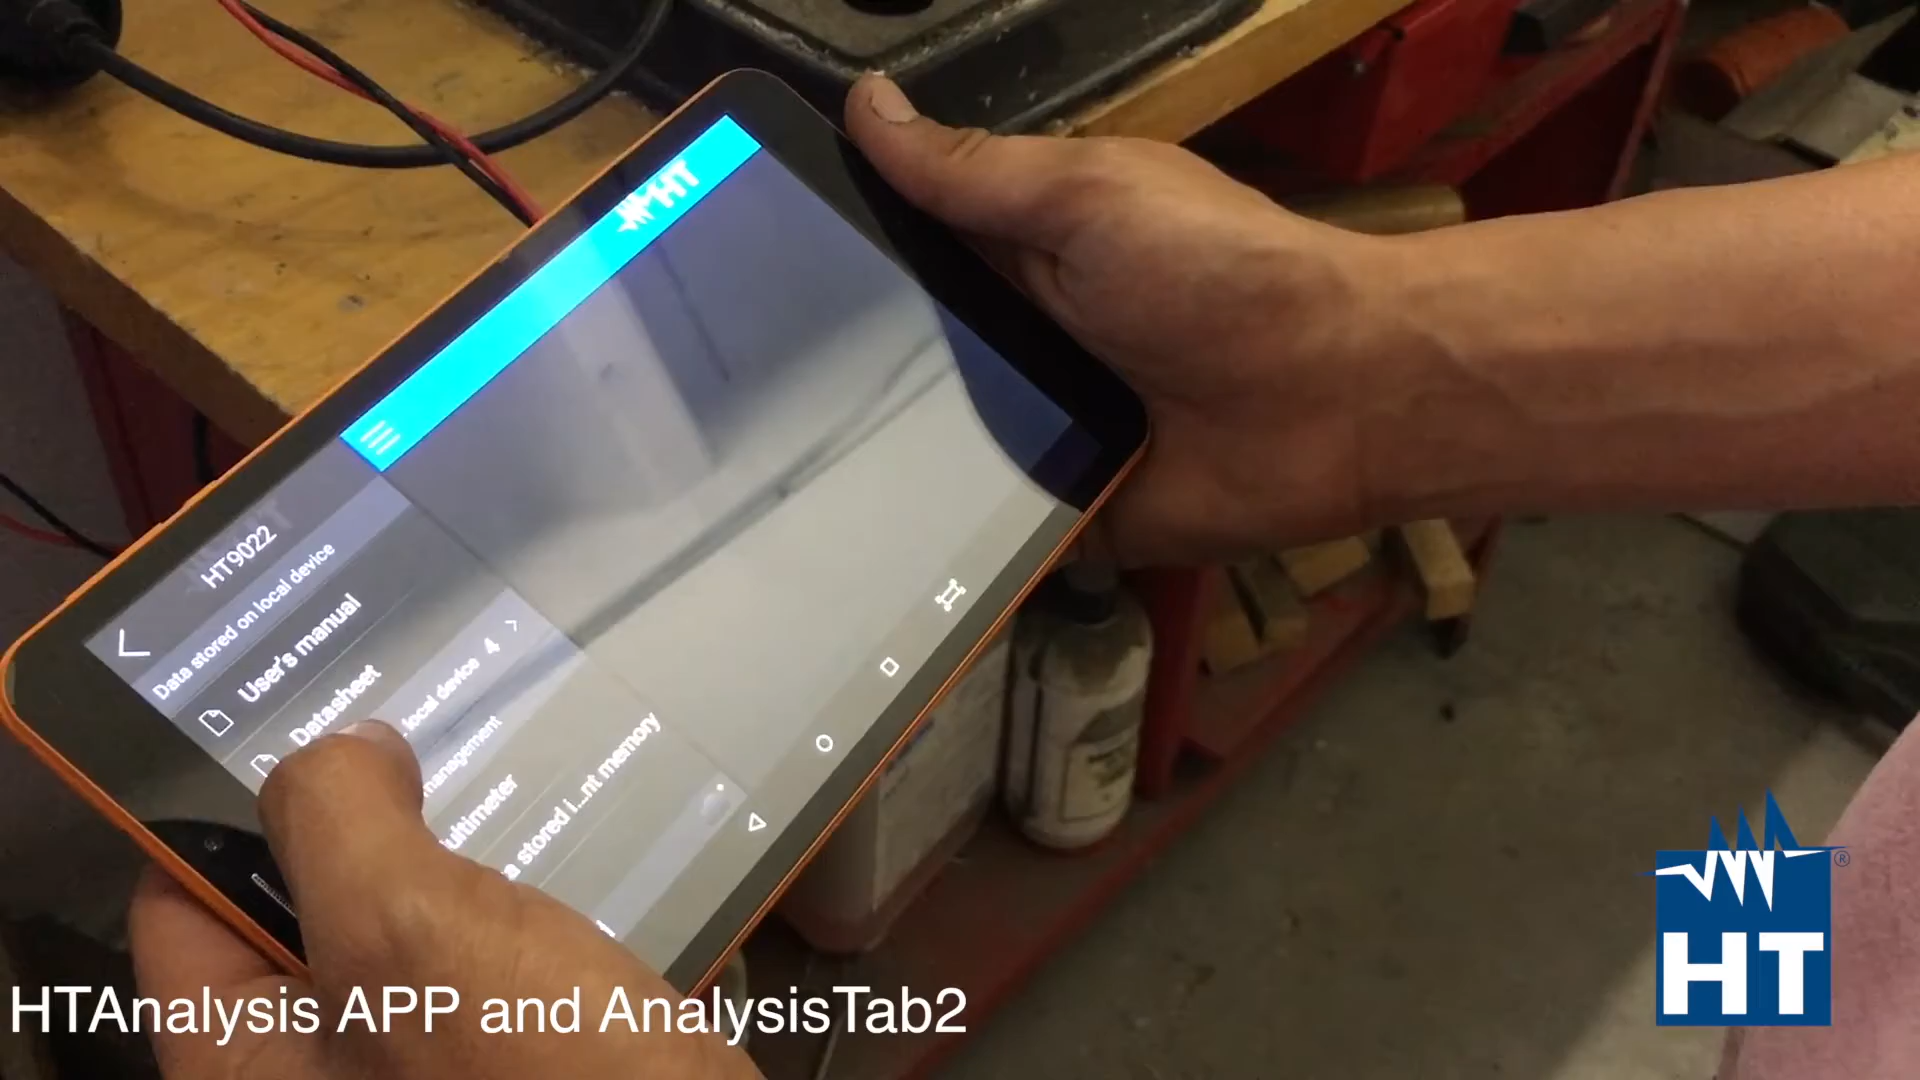 HT
HT9022
Data stored on local device
User's manual
Datasheet
local device 4
management
ultimeter
a stored i...nt memory
HTAnalysis APP and AnalysisTab2
HT
®